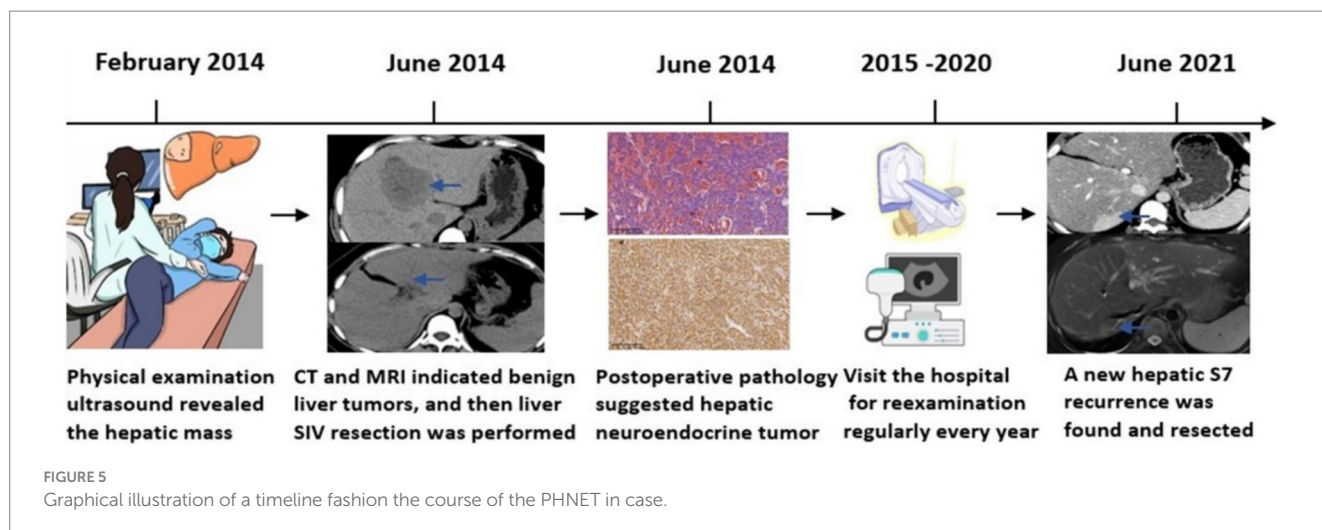 February 2014
June 2014
June 2014
2015 -2020
June 2021
Physical examination
ultrasound revealed
the hepatic mass
CT and MRI indicated benign
liver tumors, and then liver
SIV resection was performed
Postoperative pathology
suggested hepatic
neuroendocrine tumor
Visit the hospital
for reexamination
regularly every year
A new hepatic S7
recurrence was
found and resected
FIGURE 5
Graphical illustration of a timeline fashion the course of the PHNET in case.